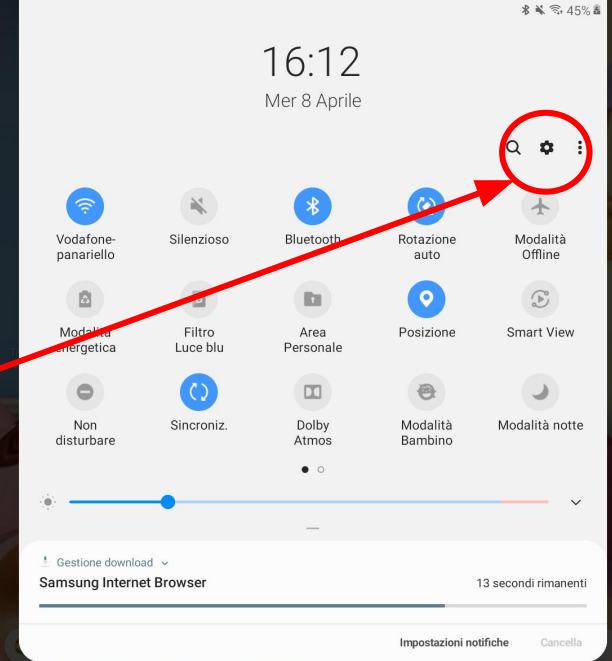 45%
16:12
Mer 8 Aprile
Vodafone-
panariello
Silenzioso
Bluetooth
Rotazione
auto
Modalità
Offline
Modalità
energetica
Filtro
Luce blu
Area
Personale
Posizione
Smart View
Non
disturbare
Sincroniz.
Dolby
Atmos
Modalità
Bambino
Modalità notte
Gestione download
Samsung Internet Browser
13 secondi rimanenti
Impostazioni notifiche
Cancella